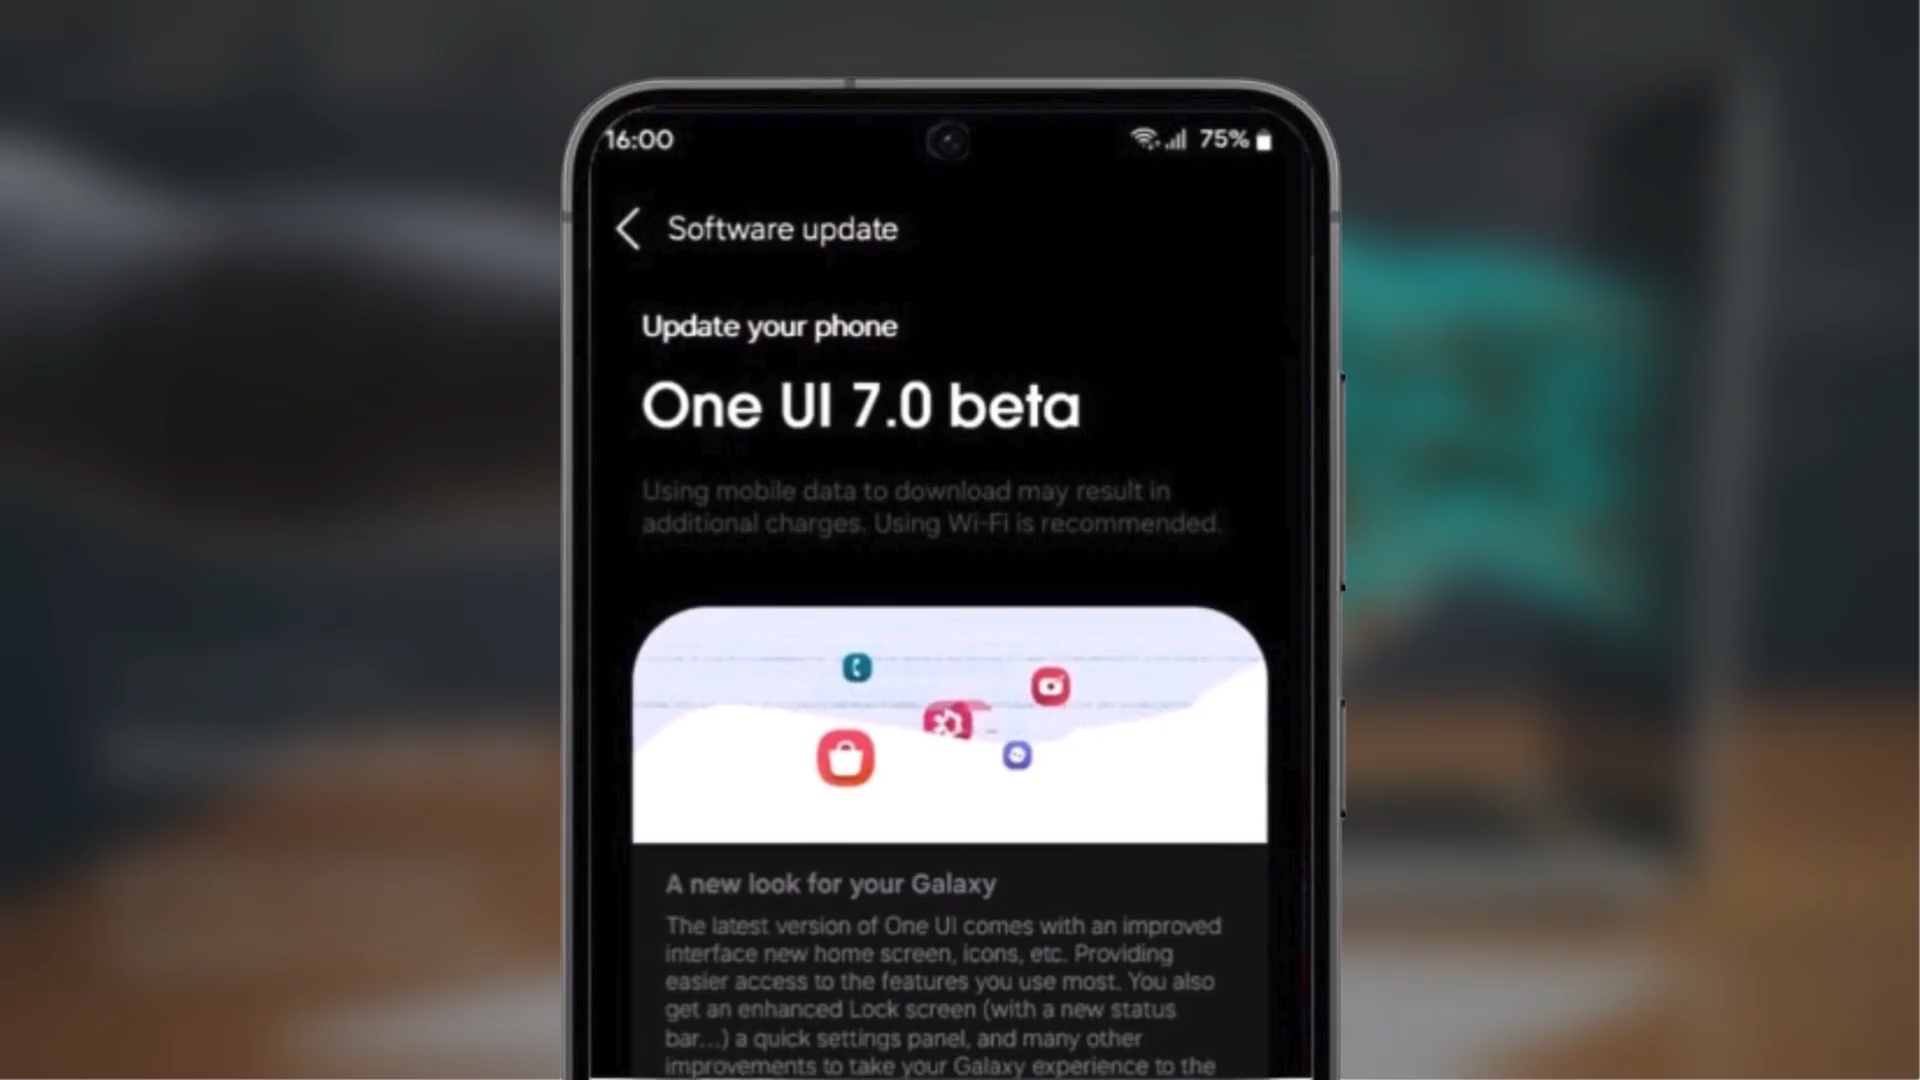 16:00
75%
Software update
Update your phone
One UI 7.0 beta
Using mobile data to download may result in
additional charges. Using Wi-Fi is recommended.
A new look for your Galaxy
The latest version of One UI comes with an improved
interface new home screen, icons, etc. Providing
easier access to the features you use most. You also
get an enhanced Lock screen (with a new status
bar...) a quick settings panel, and many other
improvements to take your Galaxy experience to the